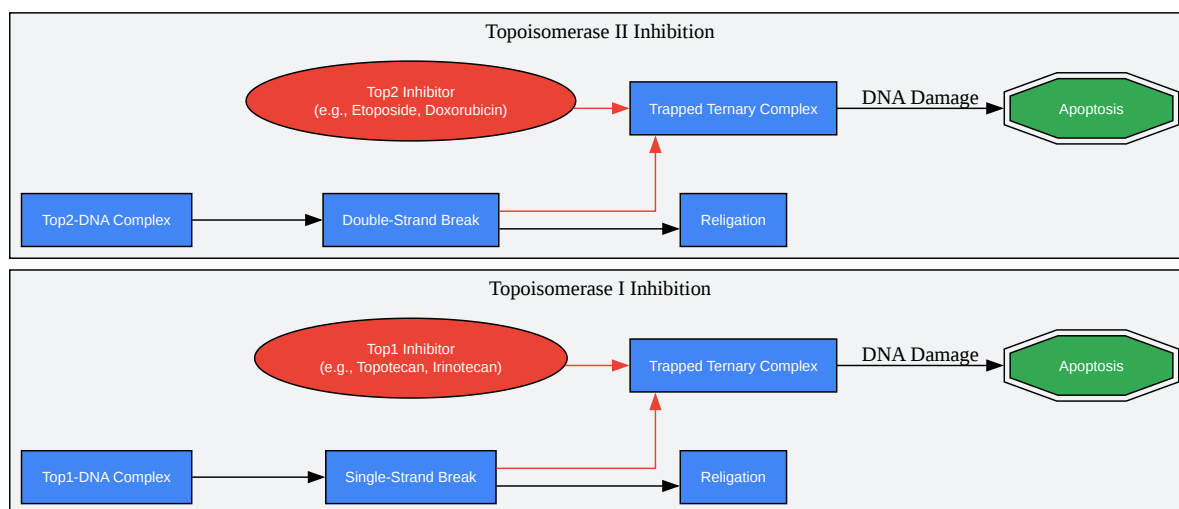 Topoisomerase II Inhibition
Top2 Inhibitor
(e.g., Etoposide, Doxorubicin)
Trapped Ternary Complex
DNA Damage
Apoptosis
Top2-DNA Complex
Double-Strand Break
Religation
Topoisomerase I Inhibition
Top1 Inhibitor
(e.g., Topotecan, Irinotecan)
Trapped Ternary Complex
DNA Damage
Apoptosis
Top1-DNA Complex
Single-Strand Break
Religation